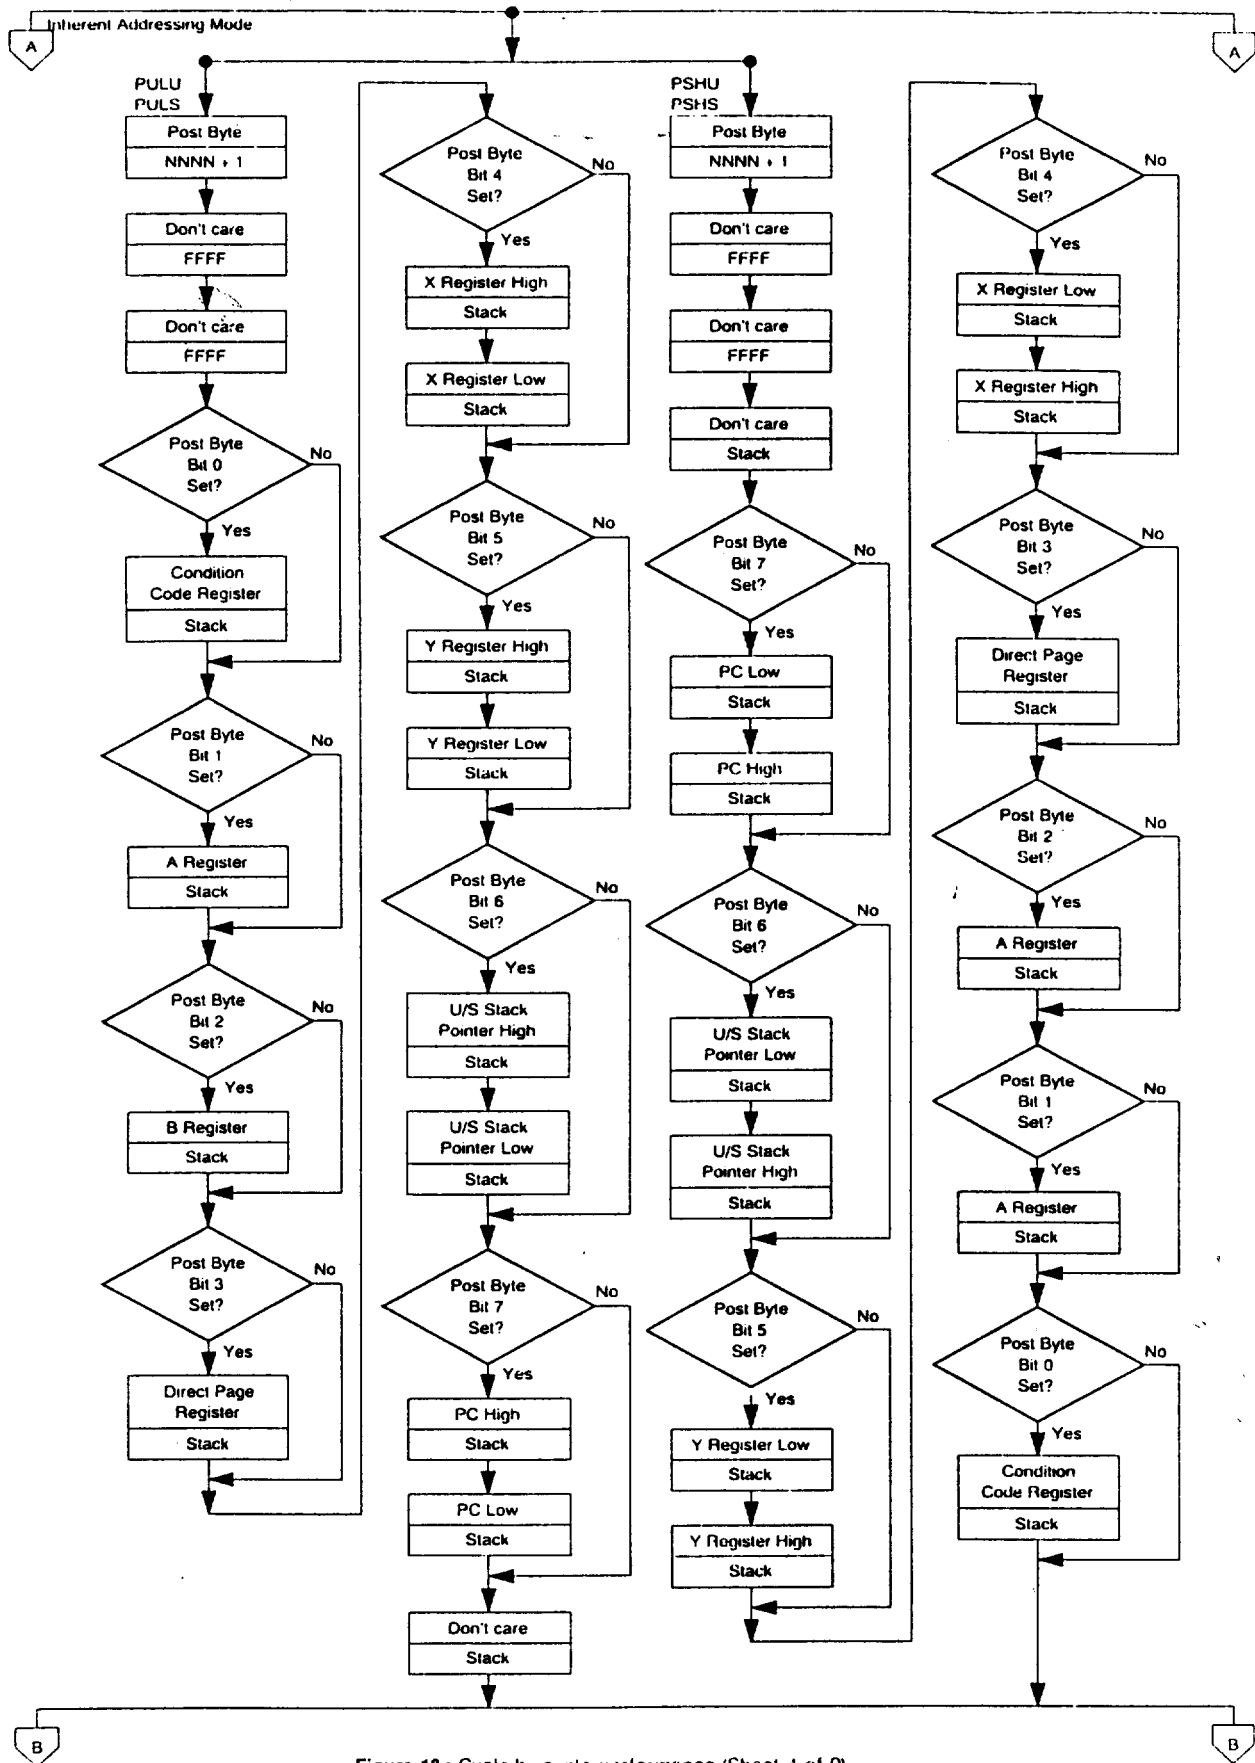 Inherent Addressing Mode
A
A
PULU
PULS
Post Byte
NNNN + 1
Don't care
FFFF
Don't care
FFFF
Post Byte
Bit 0
Set?
No
Yes
Condition
Code Register
Stack
Post Byte
Bit 1
Set?
No
Yes
A Register
Stack
Post Byte
Bit 2
Set?
No
Yes
B Register
Stack
Post Byte
Bit 3
Set?
No
Yes
Direct Page
Register
Stack
Post Byte
Bit 4
Set?
No
Yes
X Register High
Stack
X Register Low
Stack
Post Byte
Bit 5
Set?
No
Yes
Y Register High
Stack
Y Register Low
Stack
Post Byte
Bit 6
Set?
No
Yes
U/S Stack
Pointer High
Stack
U/S Stack
Pointer Low
Stack
Post Byte
Bit 7
Set?
No
Yes
PC High
Stack
PC Low
Stack
Don't care
Stack
PSHU
PSHS
Post Byte
NNNN + 1
Don't care
FFFF
Don't care
FFFF
Don't care
Stack
Post Byte
Bit 7
Set?
No
Yes
PC Low
Stack
PC High
Stack
Post Byte
Bit 6
Set?
No
Yes
U/S Stack
Pointer Low
Stack
U/S Stack
Pointer High
Stack
Post Byte
Bit 5
Set?
No
Yes
Y Register Low
Stack
Y Register High
Stack
Post Byte
Bit 4
Set?
No
Yes
X Register Low
Stack
X Register High
Stack
Post Byte
Bit 3
Set?
No
Yes
Direct Page
Register
Stack
Post Byte
Bit 2
Set?
No
Yes
A Register
Stack
Post Byte
Bit 1
Set?
No
Yes
A Register
Stack
Post Byte
Bit 0
Set?
No
Yes
Condition
Code Register
Stack
B
B
Figure Cycle by cycle performance (Sheet of 9)